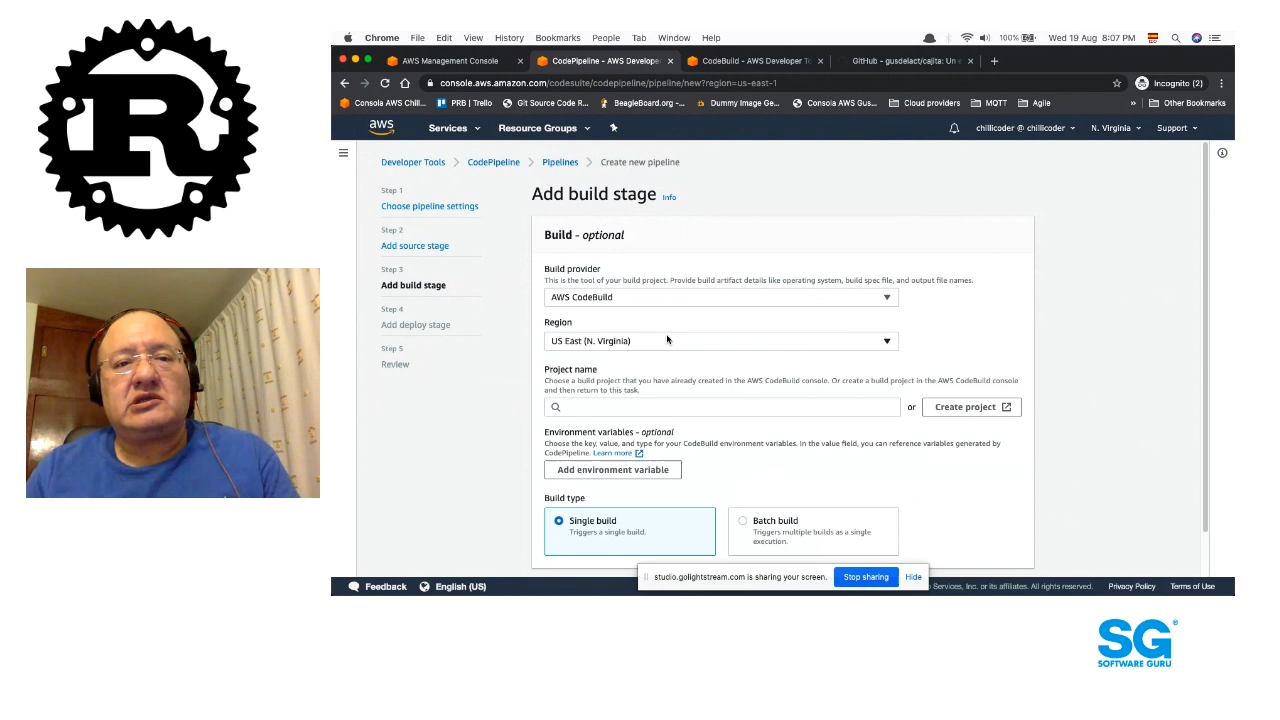 Chrome File Edit View History Bookmarks People Tab Window Help 100% Wed 19 Aug 8:07 PM
AWS Management Console × CodePipeline - AWS Developer × CodeBuild - AWS Developer To × GitHub - gusdelact/cajita: Un e × +
console.aws.amazon.com/codesuite/codepipeline/pipeline/new?region=us-east-1 Incognito (2)
Consola AWS Chill... PRB | Trello Git Source Code R... BeagleBoard.org -... Dummy Image Ge... Consola AWS Gus... Cloud providers MQTT Agile » Other Bookmarks
aws Services Resource Groups chillicoder @ chillicoder N. Virginia Support
Developer Tools > CodePipeline > Pipelines > Create new pipeline
Step 1
Choose pipeline settings
Step 2
Add source stage
Step 3
Add build stage
Step 4
Add deploy stage
Step 5
Review
Add build stage Info
Build - optional
Build provider
This is the tool of your build project. Provide build artifact details like operating system, build spec file, and output file names.
AWS CodeBuild
Region
US East (N. Virginia)
Project name
Choose a build project that you have already created in the AWS CodeBuild console. Or create a build project in the AWS CodeBuild console
and then return to this task.
or Create project
Environment variables - optional
Choose the key, value, and type for your CodeBuild environment variables. In the value field, you can reference variables generated by
CodePipeline. Learn more
Add environment variable
Build type
Single build
Triggers a single build.
Batch build
Triggers multiple builds as a single
execution.
studio.golightstream.com is sharing your screen. Stop sharing Hide
Feedback English (US) Services, Inc. or its affiliates. All rights reserved. Privacy Policy Terms of Use
R
SG®
SOFTWARE GURU